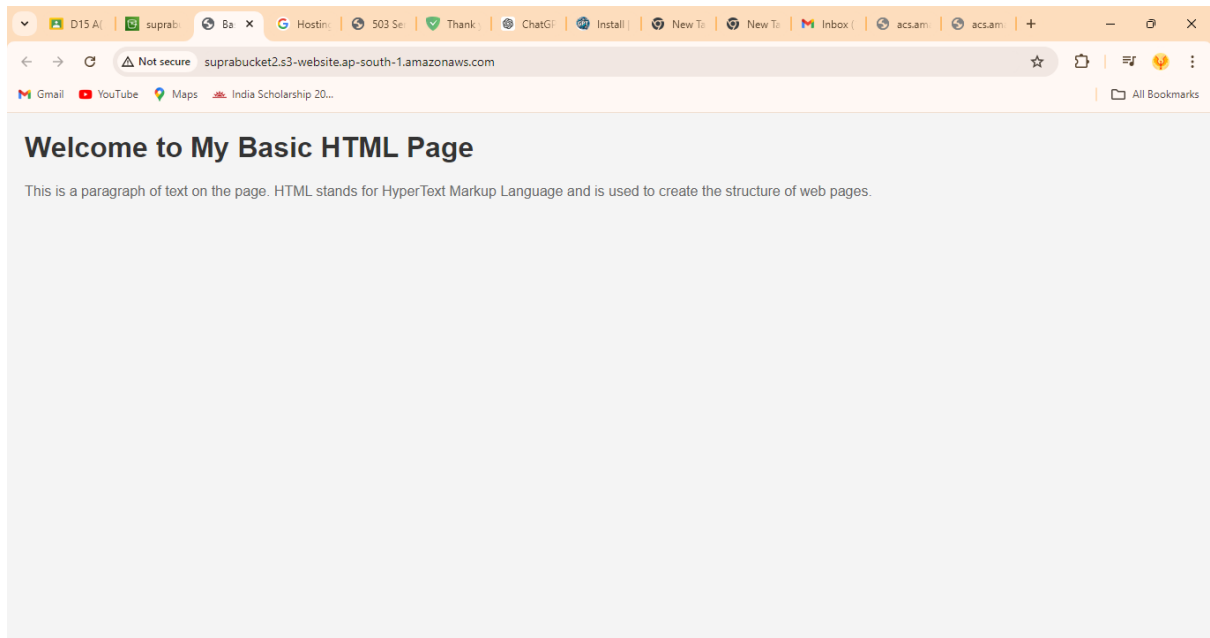 D15 A(
suprab
Ba
Hosting
503 Se
Thank y
ChatGP
Install |
New Ta
New Ta
Inbox (
acs.am
acs.am
Not secure
suprabucket2.s3-website.ap-south-1.amazonaws.com
Gmail
YouTube
Maps
India Scholarship 20...
All Bookmarks
Welcome to My Basic HTML Page
This is a paragraph of text on the page. HTML stands for HyperText Markup Language and is used to create the structure of web pages.